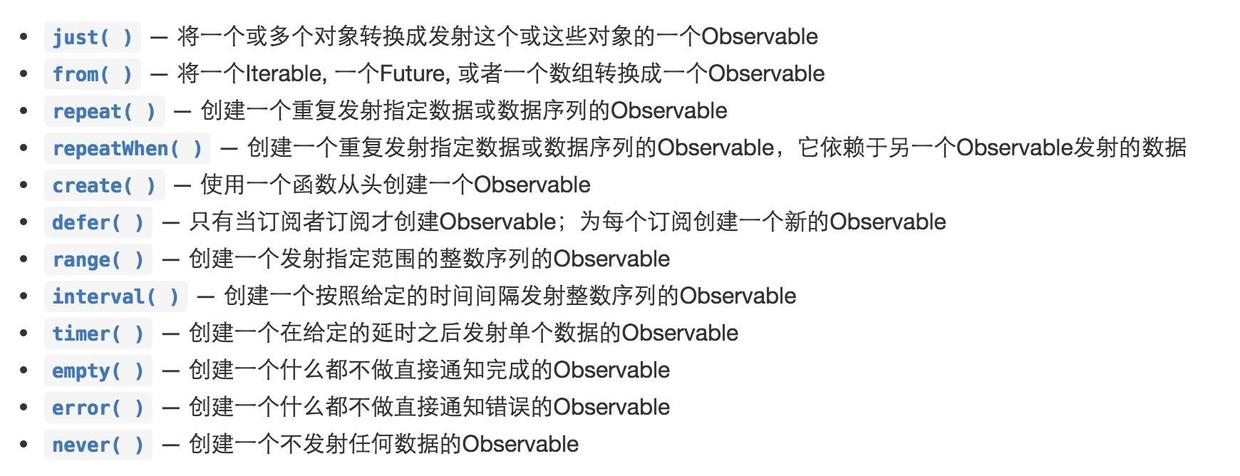 • just( ) — 将一个或多个对象转换成发射这个或这些对象的一个Observable
• from( ) — 将一个Iterable, 一个Future, 或者一个数组转换成一个Observable
• repeat( ) — 创建一个重复发射指定数据或数据序列的Observable
• repeatWhen( ) — 创建一个重复发射指定数据或数据序列的Observable，它依赖于另一个Observable发射的数据
• create( ) — 使用一个函数从头创建一个Observable
• defer( ) — 只有当订阅者订阅才创建Observable；为每个订阅创建一个新的Observable
• range( ) — 创建一个发射指定范围的整数序列的Observable
• interval( ) — 创建一个按照给定的时间间隔发射整数序列的Observable
• timer( ) — 创建一个在给定的延时之后发射单个数据的Observable
• empty( ) — 创建一个什么都不做直接通知完成的Observable
• error( ) — 创建一个什么都不做直接通知错误的Observable
• never( ) — 创建一个不发射任何数据的Observable